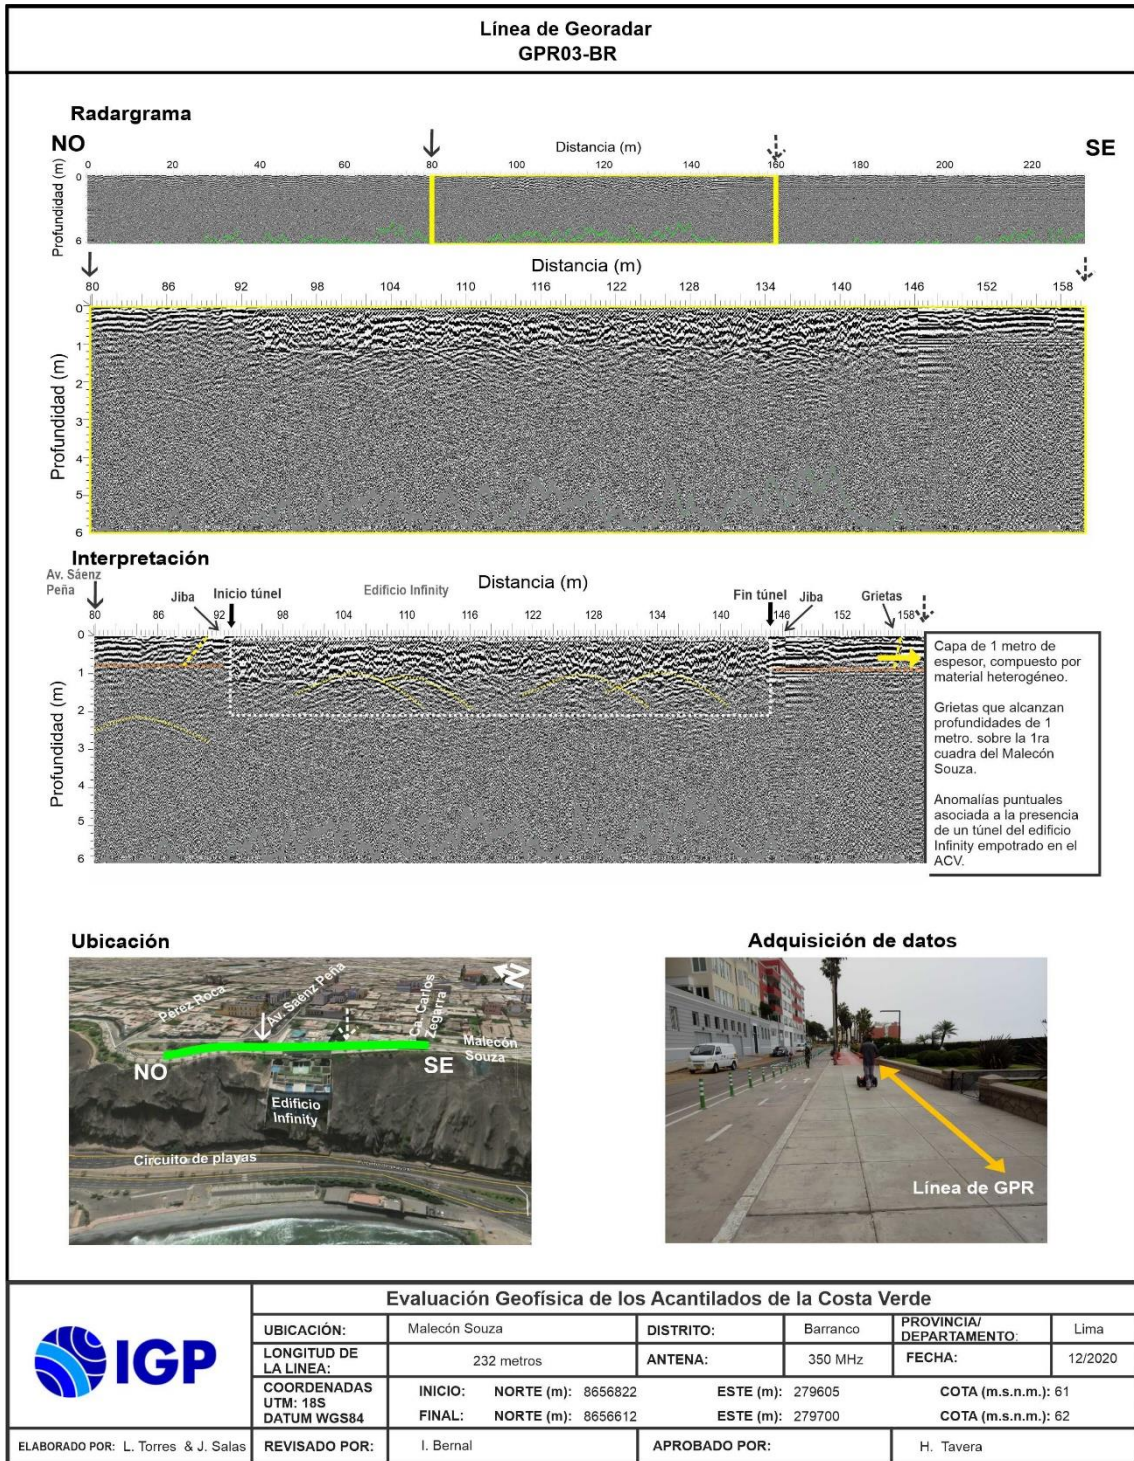 Línea de Georadar
GPR03-BR
Radargrama
NO
SE
Distancia (m)
0 20 40 60 80 100 120 140 160 180 200 220
Profundidad (m)
0
6
Distancia (m)
80 86 92 98 104 110 116 122 128 134 140 146 152 158
Profundidad (m)
0
1
2
3
4
5
6
Interpretación
Av. Sáenz
Peña
Jiba
Inicio túnel
Edificio Infinity
Distancia (m)
Fin túnel
Jiba
Grietas
80 86 92 98 104 110 116 122 128 134 140 146 152 158
Profundidad (m)
0
1
2
3
4
5
6
Capa de 1 metro de
espesor, compuesto por
material heterogéneo.
Grietas que alcanzan
profundidades de 1
metro. sobre la 1ra
cuadra del Malecón
Souza.
Anomalías puntuales
asociada a la presencia
de un túnel del edificio
Infinity empotrado en el
ACV.
Ubicación
Pérez Roca
Av. Saenz Peña
Ca. Carlos
Zegarra
N
Malecón
Souza
NO
SE
Edificio
Infinity
Circuito de playas
Adquisición de datos
Línea de GPR
IGP
Evaluación Geofísica de los Acantilados de la Costa Verde
UBICACIÓN: Malecón Souza DISTRITO: Barranco PROVINCIA/
DEPARTAMENTO: Lima
LONGITUD DE
LA LINEA: 232 metros ANTENA: 350 MHz FECHA: 12/2020
COORDENADAS
UTM: 18S
DATUM WGS84
INICIO: NORTE (m): 8656822 ESTE (m): 279605 COTA (m.s.n.m.): 61
FINAL: NORTE (m): 8656612 ESTE (m): 279700 COTA (m.s.n.m.): 62
ELABORADO POR: L. Torres & J. Salas REVISADO POR: I. Bernal APROBADO POR: H. Tavera